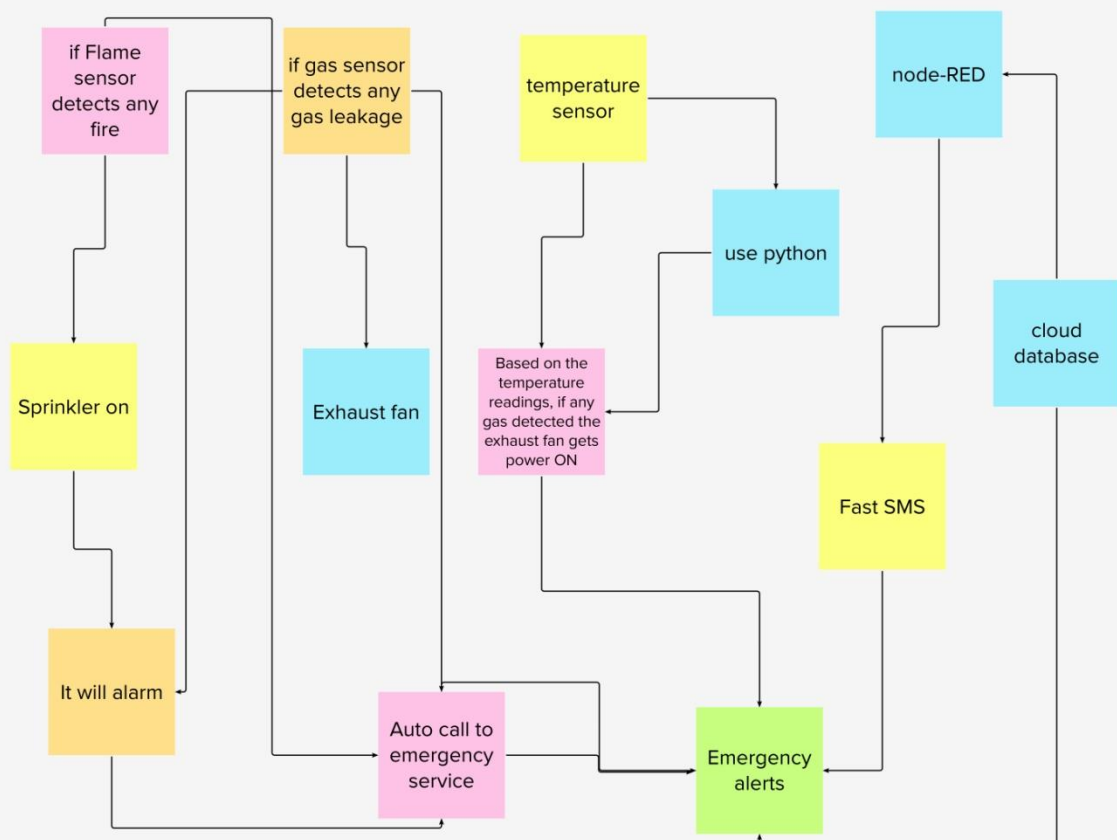 if Flame
sensor
detects any
fire
if gas sensor
detects any
gas leakage
temperature
sensor
node-RED
use python
cloud
database
Sprinkler on
Exhaust fan
Based on the
temperature
readings, if any
gas detected the
exhaust fan gets
power ON
Fast SMS
It will alarm
Auto call to
emergency
service
Emergency
alerts